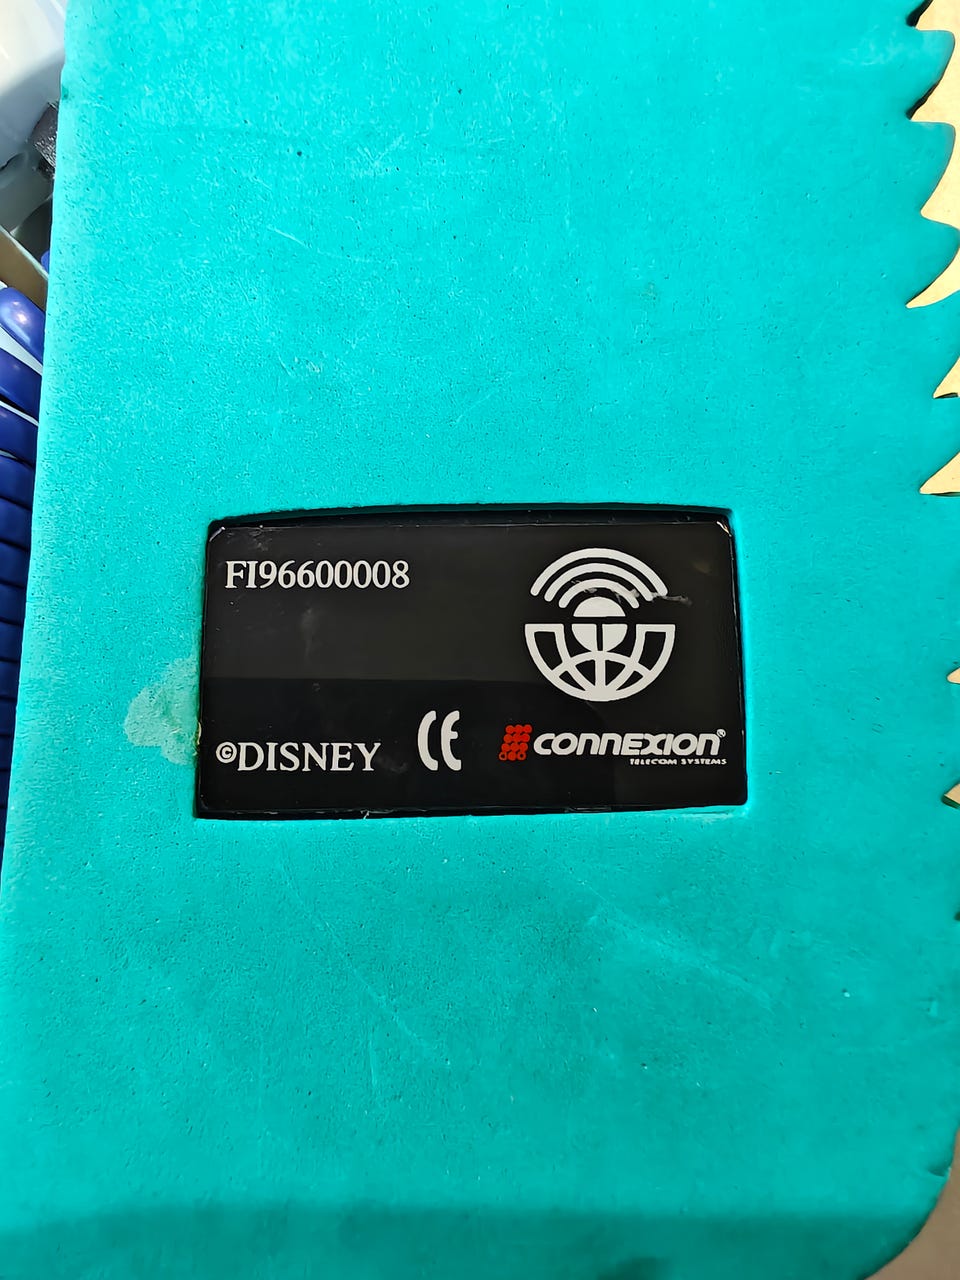 FI96600008
©DISNEY
CE
CONNEXION®
TELECOM SYSTEMS